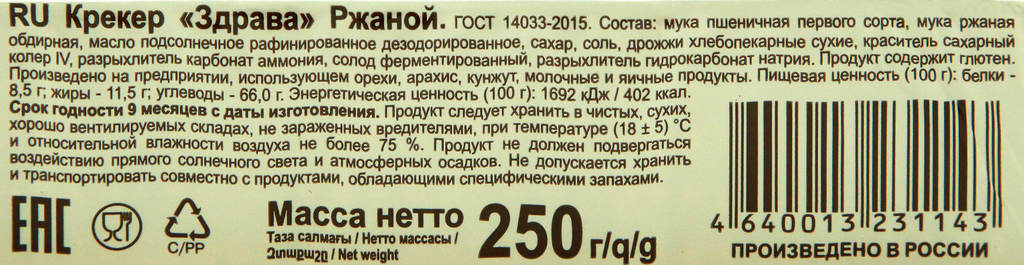 RU Крекер «Здрава» Ржаной. ГОСТ 14033-2015. Состав: мука пшеничная первого сорта, мука ржаная
обдирная, масло подсолнечное рафинированное дезодорированное, сахар, соль, дрожжи хлебопекарные сухие, краситель сахарный
колер IV, разрыхлитель карбонат аммония, солод ферментированный, разрыхлитель гидрокарбонат натрия. Продукт содержит глютен.
Произведено на предприятии, использующем орехи, арахис, кунжут, молочные и яичные продукты. Пищевая ценность (100 г): белки -
8,5 г; жиры - 11,5 г; углеводы - 66,0 г. Энергетическая ценность (100 г): 1692 кДж / 402 ккал.
Срок годности 9 месяцев с даты изготовления. Продукт следует хранить в чистых, сухих,
хорошо вентилируемых складах, не зараженных вредителями, при температуре (18 ± 5) °С
и относительной влажности воздуха не более 75 %. Продукт не должен подвергаться
воздействию прямого солнечного света и атмосферных осадков. Не допускается хранить
и транспортировать совместно с продуктами, обладающими специфическими запахами.
EAC
C/PP
Масса нетто 250 г/q/g
Таза салмағы / Нетто массасы /
Զտաքաշը / Net weight
4 640013 231143
ПРОИЗВЕДЕНО В РОССИИ